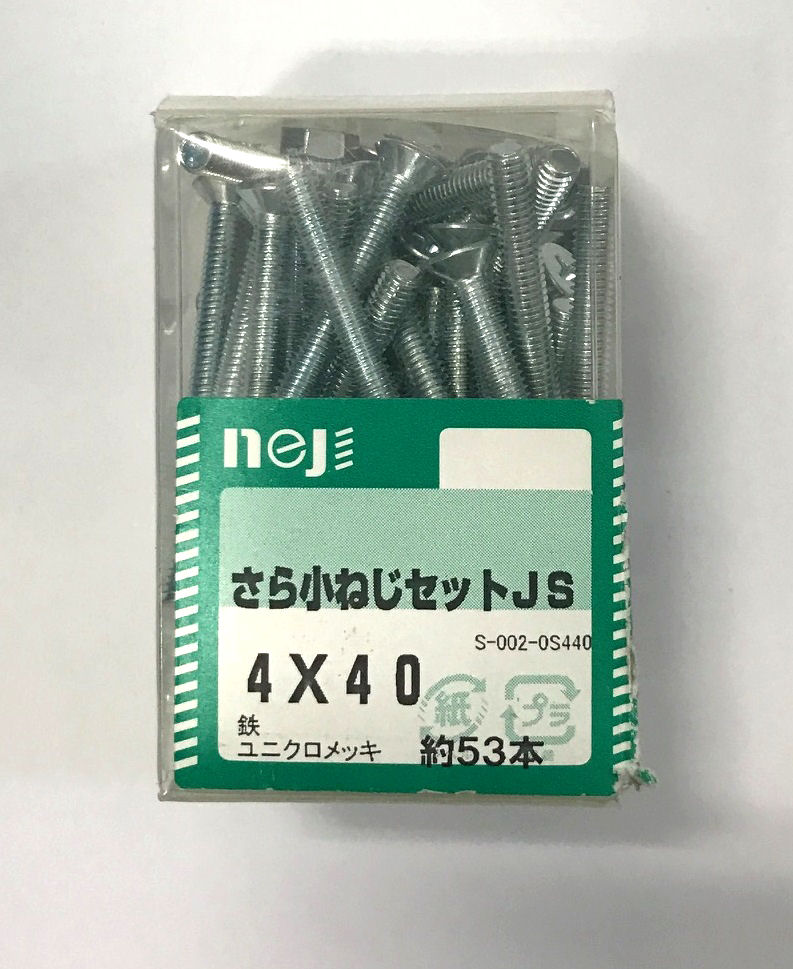 nej
さら小ねじセットJS
S-002-0S440
4X40
紙 プラ
鉄
ユニクロメッキ
約53本